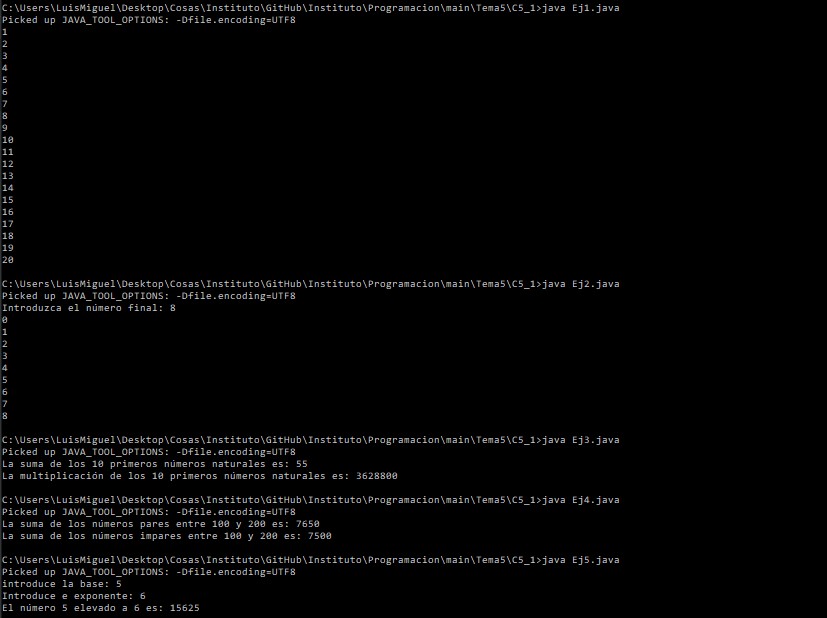 C:\Users\LuisMiguel\Desktop\Cosas\Instituto\GitHub\Instituto\Programacion\main\Tema5\C5_1>java Ej1.java
Picked up JAVA_TOOL_OPTIONS: -Dfile.encoding=UTF8
1
2
3
4
5
6
7
8
9
10
11
12
13
14
15
16
17
18
19
20
C:\Users\LuisMiguel\Desktop\Cosas\Instituto\GitHub\Instituto\Programacion\main\Tema5\C5_1>java Ej2.java
Picked up JAVA_TOOL_OPTIONS: -Dfile.encoding=UTF8
Introduzca el número final: 8
0
1
2
3
4
5
6
7
8
C:\Users\LuisMiguel\Desktop\Cosas\Instituto\GitHub\Instituto\Programacion\main\Tema5\C5_1>java Ej3.java
Picked up JAVA_TOOL_OPTIONS: -Dfile.encoding=UTF8
La suma de los 10 primeros números naturales es: 55
La multiplicación de los 10 primeros números naturales es: 3628800
C:\Users\LuisMiguel\Desktop\Cosas\Instituto\GitHub\Instituto\Programacion\main\Tema5\C5_1>java Ej4.java
Picked up JAVA_TOOL_OPTIONS: -Dfile.encoding=UTF8
La suma de los números pares entre 100 y 200 es: 7650
La suma de los números impares entre 100 y 200 es: 7500
C:\Users\LuisMiguel\Desktop\Cosas\Instituto\GitHub\Instituto\Programacion\main\Tema5\C5_1>java Ej5.java
Picked up JAVA_TOOL_OPTIONS: -Dfile.encoding=UTF8
introduce la base: 5
Introduce e exponente: 6
El número 5 elevado a 6 es: 15625